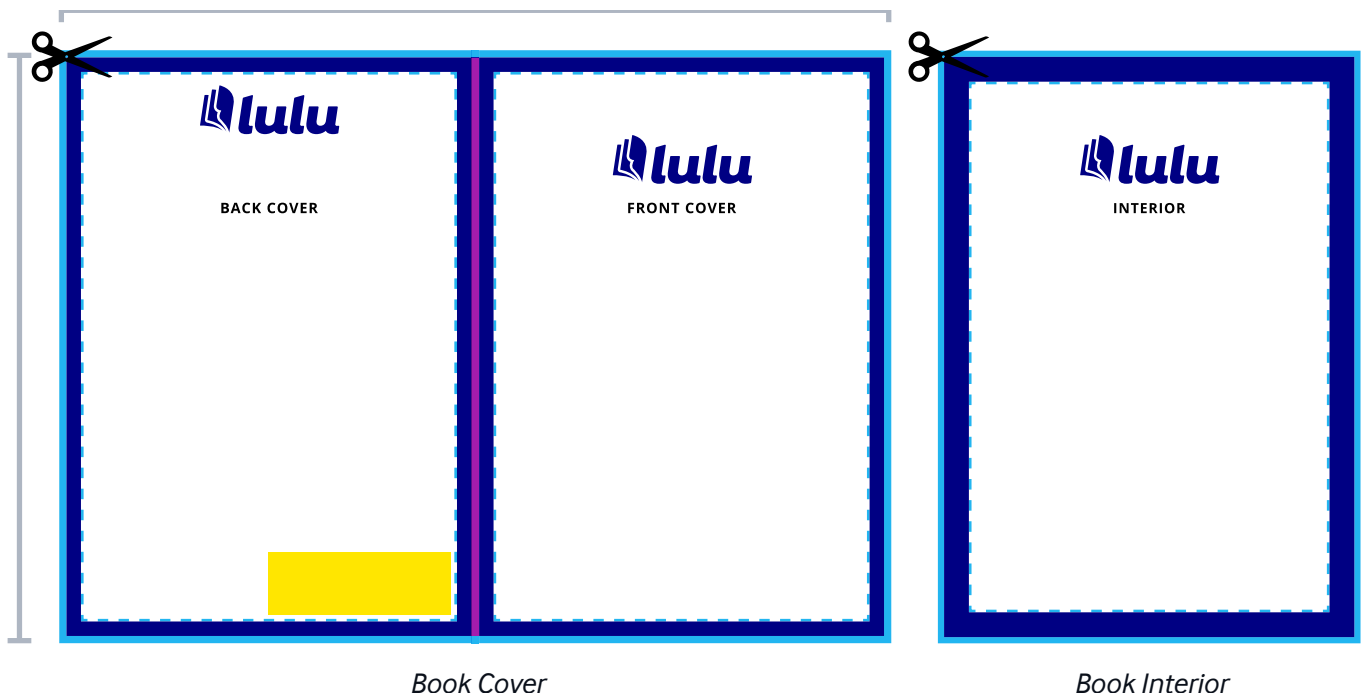 lulu
BACK COVER
lulu
FRONT COVER
lulu
INTERIOR
Book Cover
Book Interior